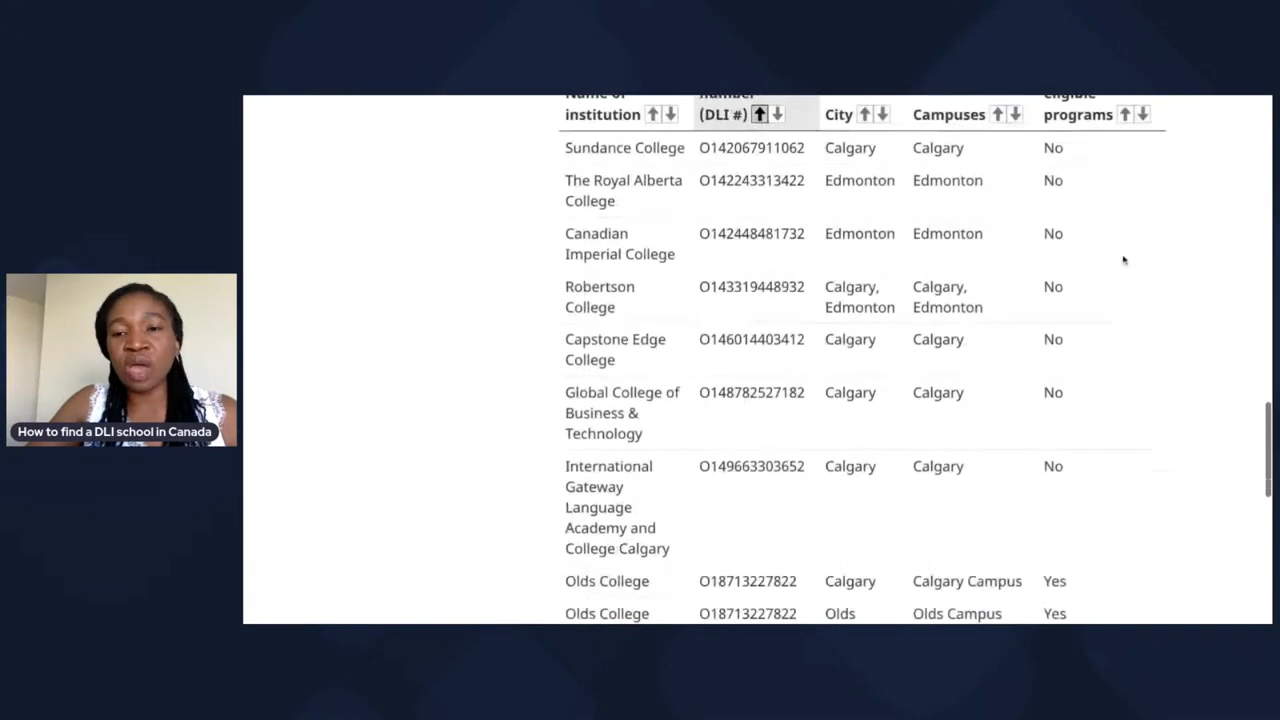 Name of number eligible
institution (DLI #) City Campuses programs
Sundance College O142067911062 Calgary Calgary No
The Royal Alberta O142243313422 Edmonton Edmonton No
College
Canadian O142448481732 Edmonton Edmonton No
Imperial College
Robertson O143319448932 Calgary, Calgary, No
College Edmonton Edmonton
Capstone Edge O146014403412 Calgary Calgary No
College
Global College of O148782527182 Calgary Calgary No
Business &
Technology
International O149663303652 Calgary Calgary No
Gateway
Language
Academy and
College Calgary
Olds College O18713227822 Calgary Calgary Campus Yes
Olds College O18713227822 Olds Olds Campus Yes
How to find a DLI school in Canada